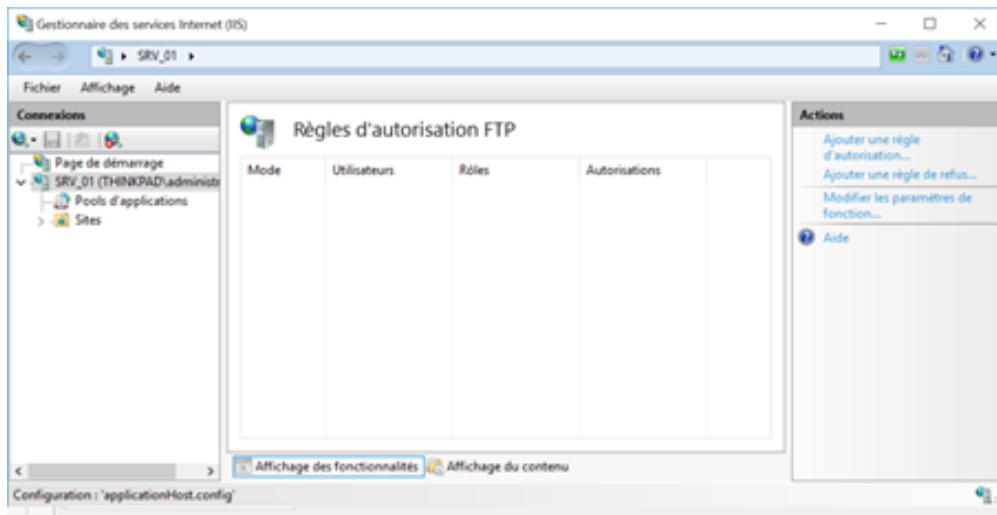 Gestionnaire des services Internet (IIS)
SRV_01
Fichier Affichage Aide
Connexions
Page de démarrage
SRV_01 (THINKPAD\administr
Pools d'applications
Sites
Règles d'autorisation FTP
Mode Utilisateurs Rôles Autorisations
Affichage des fonctionnalités Affichage du contenu
Actions
Ajouter une règle
d'autorisation...
Ajouter une règle de refus...
Modifier les paramètres de
fonction...
Aide
Configuration : 'applicationHost.config'